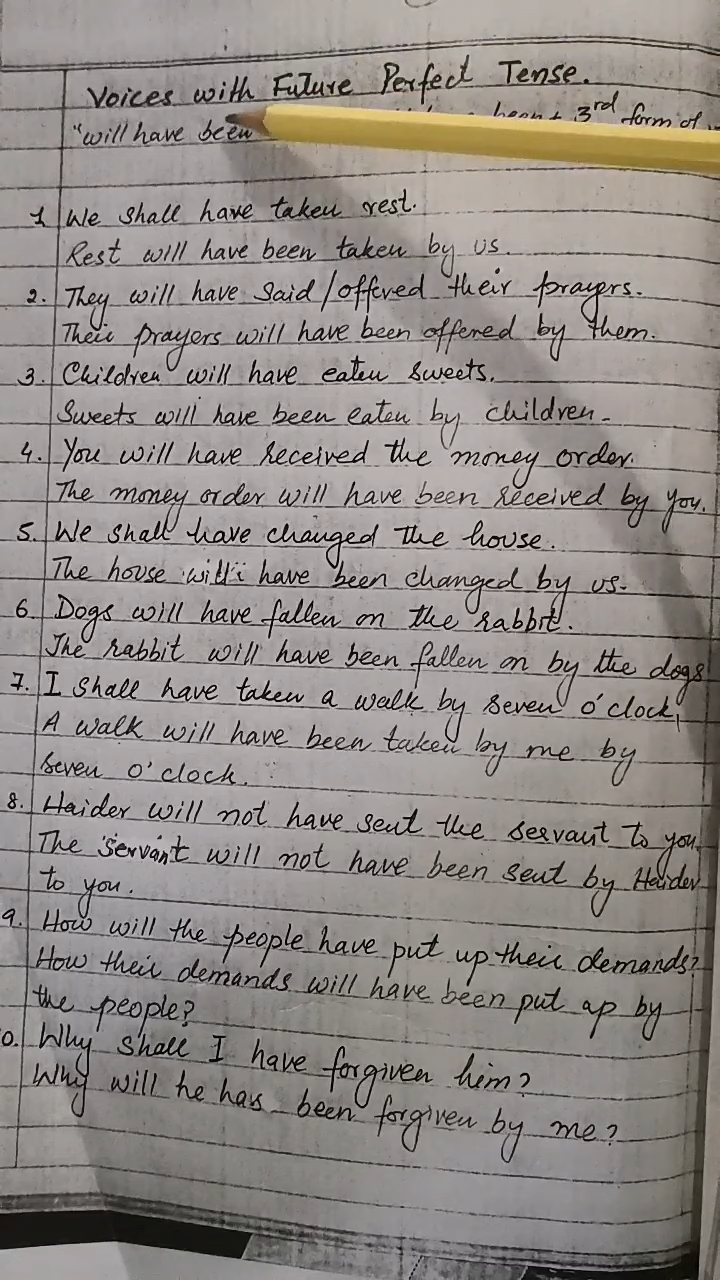 Voices with Future Perfect Tense.
"will have been 3rd form of
1 We shall have taken rest.
Rest will have been taken by us.
2. They will have said/offered their prayers.
Their prayers will have been offered by them.
3. Children will have eaten sweets.
Sweets will have been eaten by children.
4. You will have received the money order.
The money order will have been received by you.
5. We shall have changed the house.
The house will have been changed by us.
6. Dogs will have fallen on the rabbit.
The rabbit will have been fallen on by the dogs
7. I shall have taken a walk by seven o'clock,
A walk will have been taken by me by
seven o'clock.
8. Haider will not have sent the servant to you.
The servant will not have been sent by Haider
to you.
9. How will the people have put up their demands?
How their demands will have been put up by
the people?
0. Why shall I have forgiven him?
Why will he has been forgiven by me?